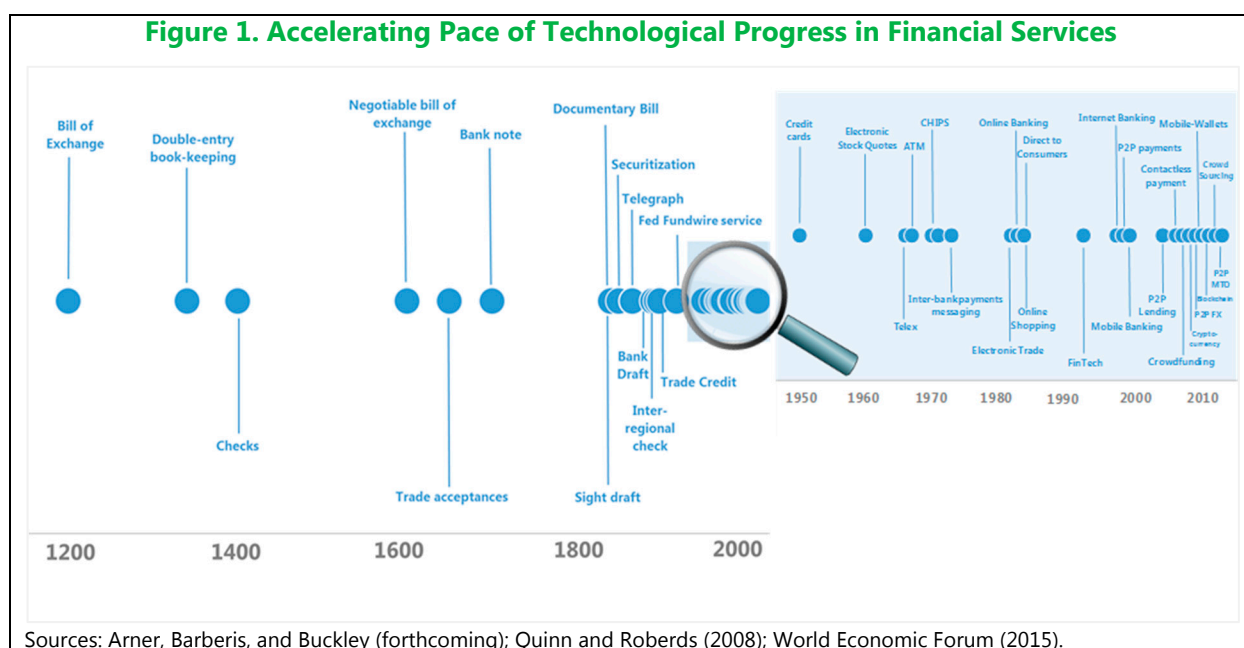 Figure 1. Accelerating Pace of Technological Progress in Financial Services
Bill of
Exchange
Double-entry
book-keeping
Checks
Negotiable bill of
exchange
Trade acceptances
Bank note
Documentary Bill
Securitization
Telegraph
Fed Fundwire service
Bank
Draft
Trade Credit
Inter-
regional
check
Sight draft
1200
1400
1600
1800
2000
Credit
cards
Electronic
Stock Quotes
ATM
CHIPS
Online Banking
Direct to
Consumers
Internet Banking
Mobile-Wallets
P2P payments
Contactless
payment
Crowd
Sourcing
Telex
Inter-bankpayments
messaging
Electronic Trade
Online
Shopping
FinTech
Mobile Banking
P2P
Lending
Crowdfunding
Crypto-
currency
P2P FX
Blockchain
P2P
MTO
1950
1960
1970
1980
1990
2000
2010
Sources: Arner, Barberis, and Buckley (forthcoming); Quinn and Roberds (2008); World Economic Forum (2015).